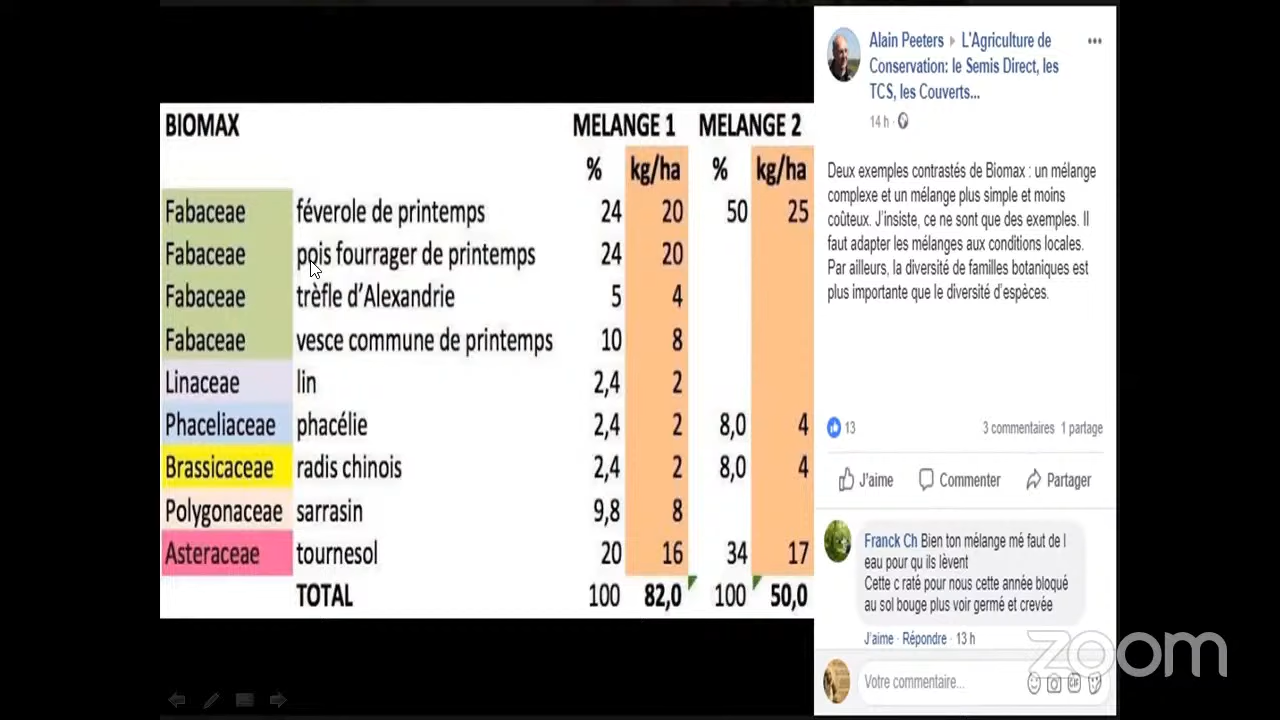 BIOMAX MELANGE 1 MELANGE 2
% kg/ha % kg/ha
Fabaceae féverole de printemps 24 20 50 25
Fabaceae pois fourrager de printemps 24 20
Fabaceae trèfle d'Alexandrie 5 4
Fabaceae vesce commune de printemps 10 8
Linaceae lin 2,4 2
Phaceliaceae phacélie 2,4 2 8,0 4
Brassicaceae radis chinois 2,4 2 8,0 4
Polygonaceae sarrasin 9,8 8
Asteraceae tournesol 20 16 34 17
TOTAL 100 82,0 100 50,0
Alain Peeters L'Agriculture de
Conservation: le Semis Direct, les
TCS, les Couverts...
14 h ·
Deux exemples contrastés de Biomax : un mélange
complexe et un mélange plus simple et moins
coûteux. J'insiste, ce ne sont que des exemples. Il
faut adapter les mélanges aux conditions locales.
Par ailleurs, la diversité de familles botaniques est
plus importante que le diversité d'espèces.
13 3 commentaires 1 partage
J'aime Commenter Partager
Franck Ch Bien ton mélange mé faut de l
eau pour qu ils lèvent
Cette c raté pour nous cette année bloqué
au sol bouge plus voir germé et crevée
J'aime · Répondre · 13 h
zoom
Votre commentaire...
GIF